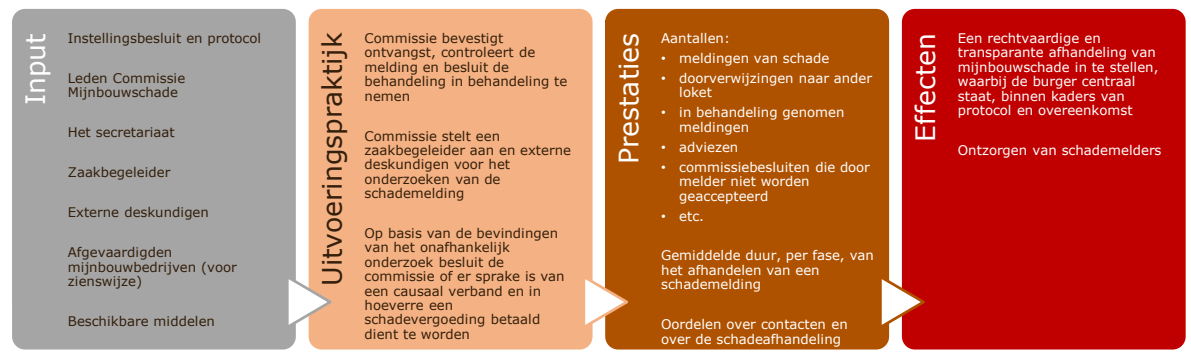 Input
Instellingsbesluit en protocol
Leden Commissie
Mijnbouwschade
Het secretariaat
Zaakbegeleider
Externe deskundigen
Afgevaardigden
mijnbouwbedrijven (voor
zienswijze)
Beschikbare middelen
Uitvoeringspraktijk
Commissie bevestigt
ontvangst, controleert de
melding en besluit de
behandeling in behandeling te
nemen
Commissie stelt een
zaakbegeleider aan en externe
deskundigen voor het
onderzoeken van de
schademelding
Op basis van de bevindingen
van het onafhankelijk
onderzoek besluit de
commissie of er sprake is van
een causaal verband en in
hoeverre een
schadevergoeding betaald
dient te worden
Prestaties
Aantallen:
• meldingen van schade
• doorverwijzingen naar ander
loket
• in behandeling genomen
meldingen
• adviezen
• commissiebesluiten die door
melder niet worden
geaccepteerd
• etc.
Gemiddelde duur, per fase, van
het afhandelen van een
schademelding
Oordelen over contacten en
over de schadeafhandeling
Effecten
Een rechtvaardige en
transparante afhandeling van
mijnbouwschade in te stellen,
waarbij de burger centraal
staat, binnen kaders van
protocol en overeenkomst
Ontzorgen van schademelders